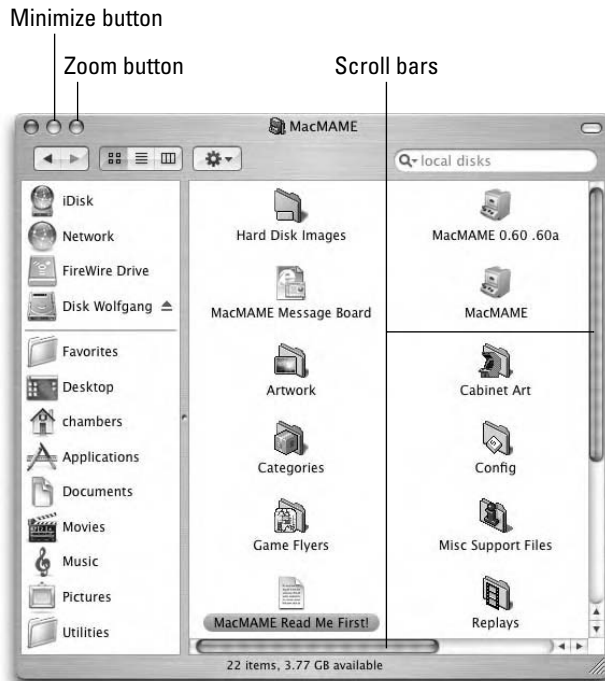 Minimize button
Zoom button
Scroll bars
MacMAME
local disks
iDisk
Network
FireWire Drive
Disk Wolfgang
Favorites
Desktop
chambers
Applications
Documents
Movies
Music
Pictures
Utilities
Hard Disk Images
MacMAME 0.60 .60a
MacMAME Message Board
MacMAME
Artwork
Cabinet Art
Categories
Config
Game Flyers
Misc Support Files
MacMAME Read Me First!
Replays
22 items, 3.77 GB available